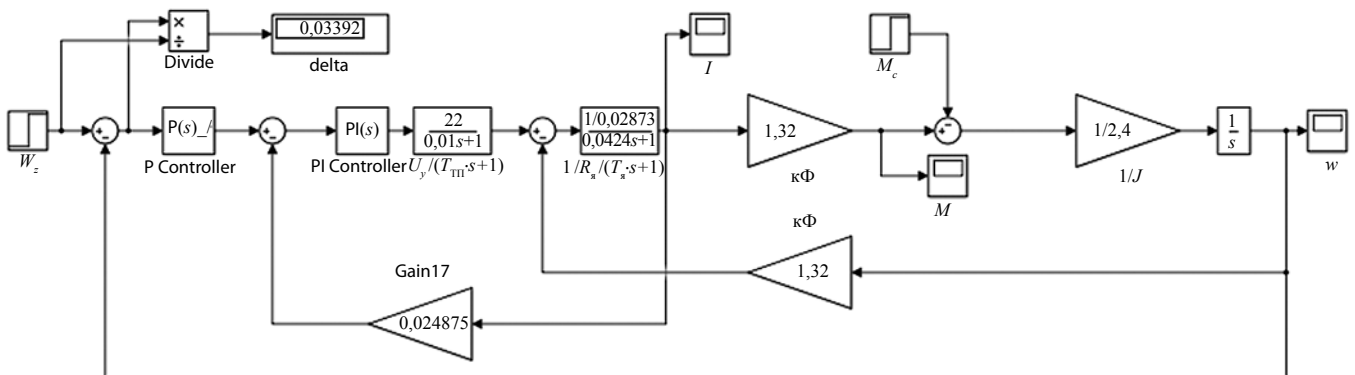 0,03392
×
÷
Divide
delta
I
M_c
W_z
P(s)_/
P Controller
PI(s)
PI Controller
22
0,01s+1
U_y/(T_ТП·s+1)
1/0,02873
0,0424s+1
1/R_я/(T_я·s+1)
1,32
кФ
M
1/2,4
1/J
1
s
w
кФ
1,32
Gain17
0,024875